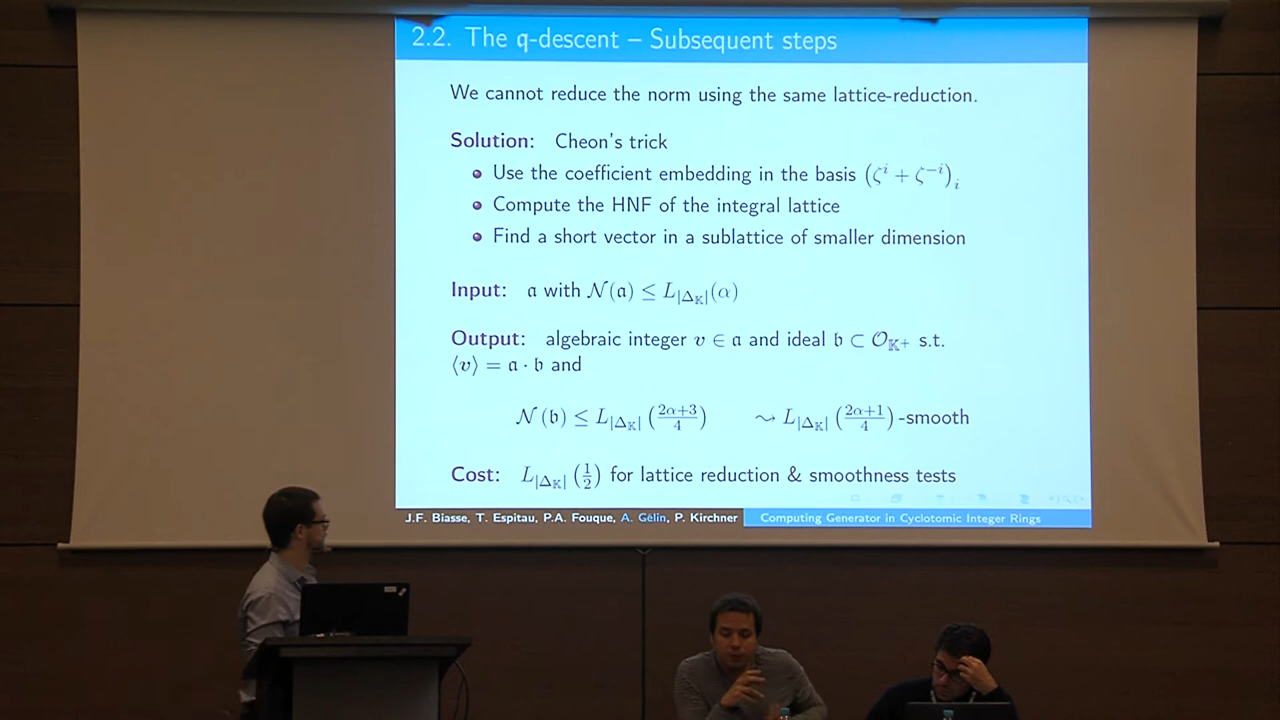 2.2. The 𝔮-descent – Subsequent steps
We cannot reduce the norm using the same lattice-reduction.
Solution: Cheon's trick
Use the coefficient embedding in the basis (ζ^i + ζ^{-i})_i
Compute the HNF of the integral lattice
Find a short vector in a sublattice of smaller dimension
Input: 𝔞 with 𝒩(𝔞) ≤ L_{|Δ_𝕂|}(α)
Output: algebraic integer v ∈ 𝔞 and ideal 𝔟 ⊂ 𝒪_{𝕂^+} s.t.
⟨v⟩ = 𝔞 · 𝔟 and
𝒩(𝔟) ≤ L_{|Δ_𝕂|}((2α+3)/4) ⇝ L_{|Δ_𝕂|}((2α+1)/4)-smooth
Cost: L_{|Δ_𝕂|}(1/2) for lattice reduction & smoothness tests
J.F. Biasse, T. Espitau, P.A. Fouque, A. Gélin, P. Kirchner Computing Generator in Cyclotomic Integer Rings